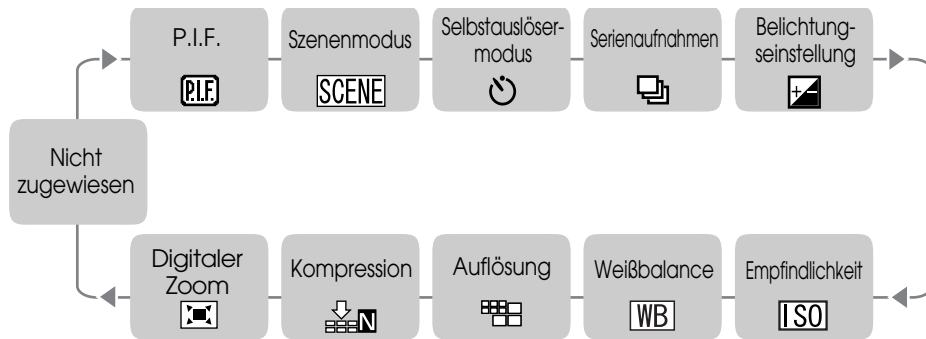 P.I.F.
P.I.F.
Szenenmodus
SCENE
Selbstauslöser-
modus
Serienaufnahmen
Belichtung-
seinstellung
Nicht
zugewiesen
Digitaler
Zoom
Kompression
N
Auflösung
Weißbalance
WB
Empfindlichkeit
ISO